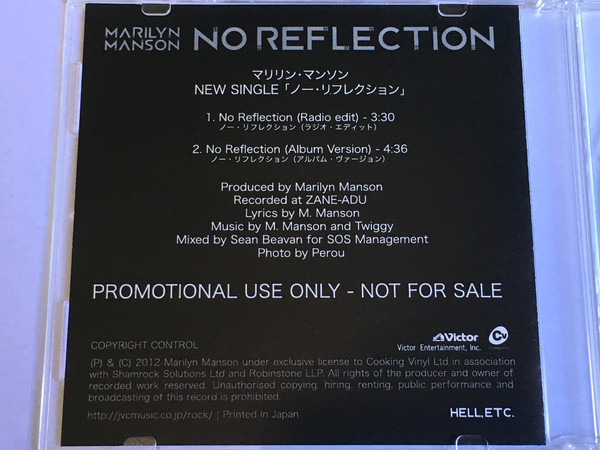 MARILYN MANSON NO REFLECTION
マリリン・マンソン
NEW SINGLE「ノー・リフレクション」
1. No Reflection (Radio edit) - 3:30
ノー・リフレクション（ラジオ・エディット）
2. No Reflection (Album Version) - 4:36
ノー・リフレクション（アルバム・ヴァージョン）
Produced by Marilyn Manson
Recorded at ZANE-ADU
Lyrics by M. Manson
Music by M. Manson and Twiggy
Mixed by Sean Beavan for SOS Management
Photo by Perou
PROMOTIONAL USE ONLY - NOT FOR SALE
COPYRIGHT CONTROL
Victor
Victor Entertainment, Inc.
CV
(P) & (C) 2012 Marilyn Manson under exclusive license to Cooking Vinyl Ltd in association
with Shamrock Solutions Ltd and Robinstone LLP. All rights of the producer and owner of
recorded work reserved. Unauthorised copying, hiring, renting, public performance and
broadcasting of this record is prohibited.
http://jvcmusic.co.jp/rock/ ¦ Printed In Japan
HELL,ETC.